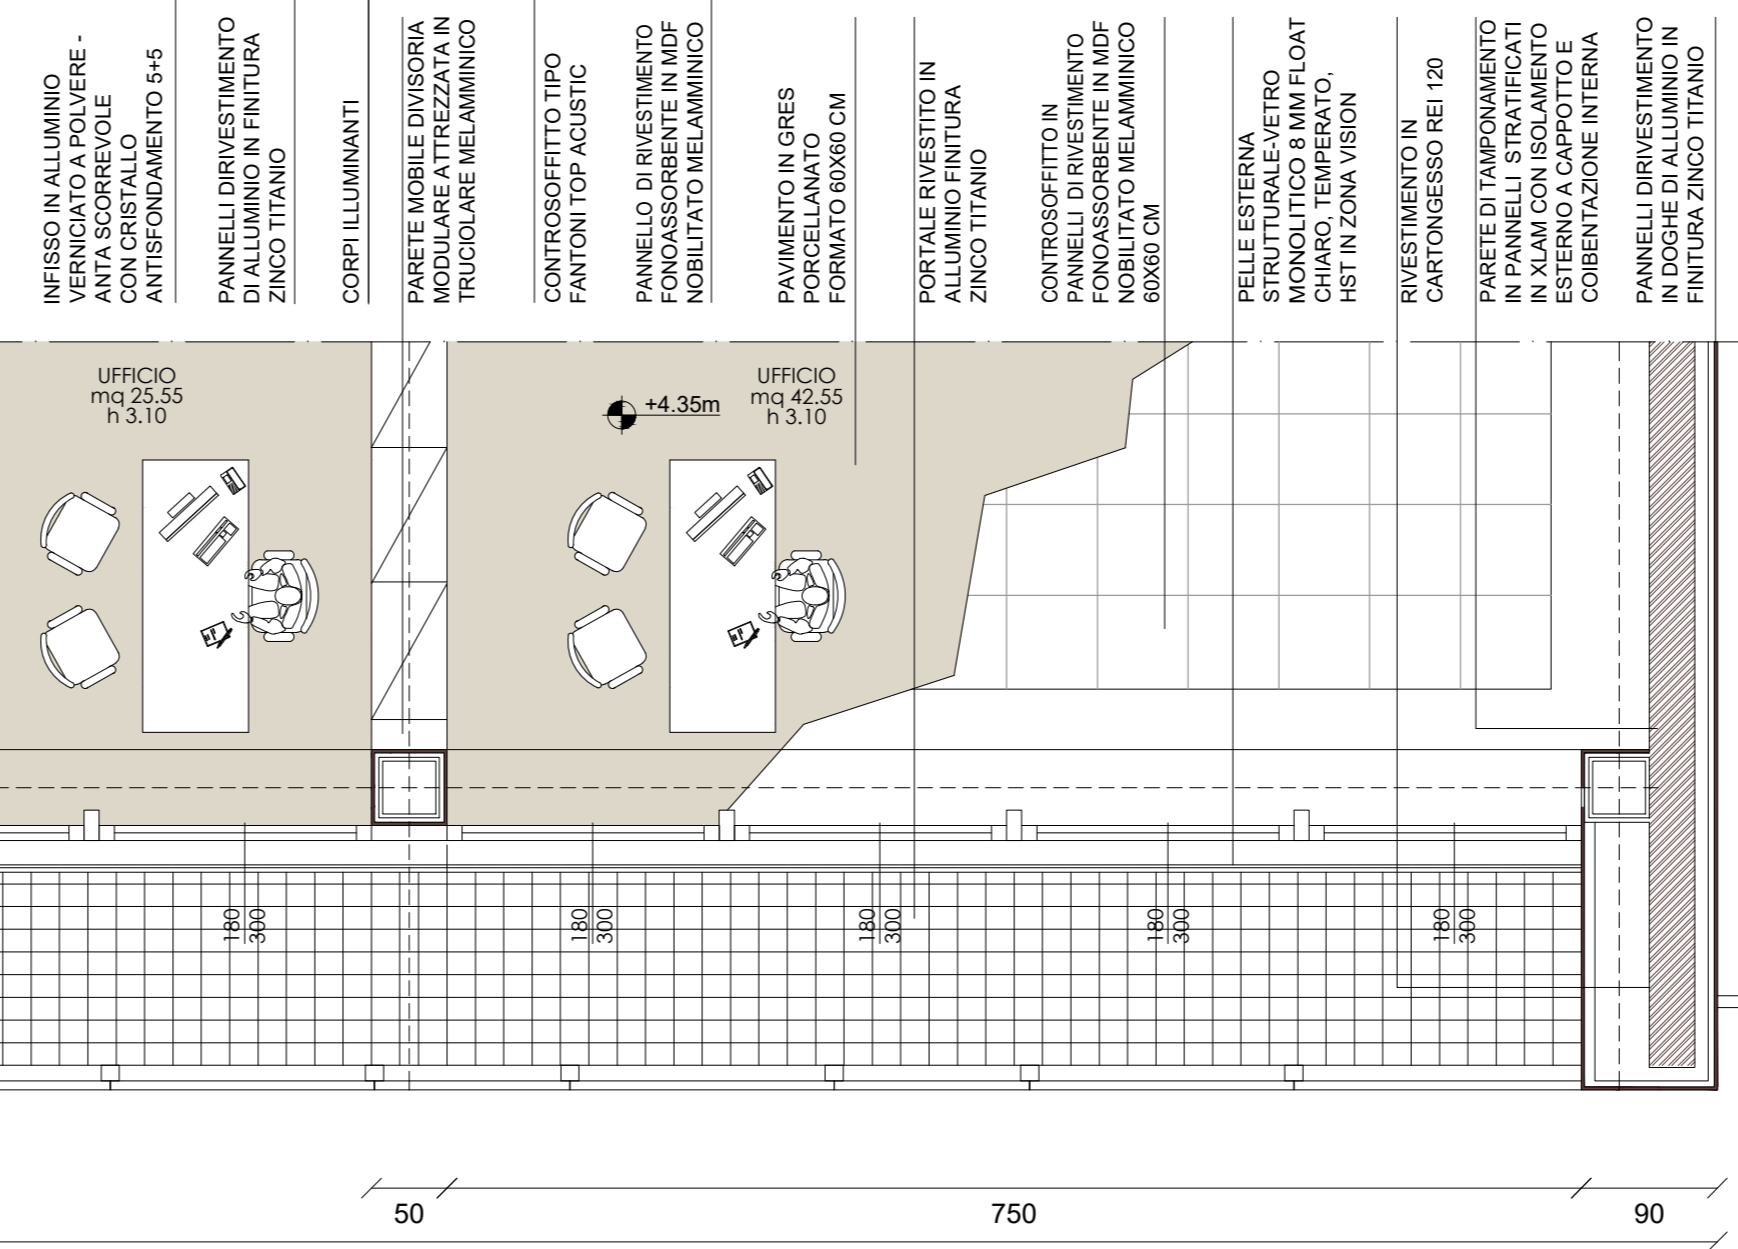 INFISSO IN ALLUMINIO
VERNICIATO A POLVERE -
ANTA SCORREVOLE
CON CRISTALLO
ANTISFONDAMENTO 5+5
PANNELLI DIRIVESTIMENTO
DI ALLUMINIO IN FINITURA
ZINCO TITANIO
CORPI ILLUMINANTI
PARETE MOBILE DIVISORIA
MODULARE ATTREZZATA IN
TRUCIOLARE MELAMMINICO
CONTROSOFFITTO TIPO
FANTONI TOP ACUSTIC
PANNELLO DI RIVESTIMENTO
FONOASSORBENTE IN MDF
NOBILITATO MELAMMINICO
PAVIMENTO IN GRES
PORCELLANATO
FORMATO 60X60 CM
PORTALE RIVESTITO IN
ALLUMINIO FINITURA
ZINCO TITANIO
CONTROSOFFITTO IN
PANNELLI DI RIVESTIMENTO
FONOASSORBENTE IN MDF
NOBILITATO MELAMMINICO
60X60 CM
PELLE ESTERNA
STRUTTURALE-VETRO
MONOLITICO 8 MM FLOAT
CHIARO, TEMPERATO,
HST IN ZONA VISION
RIVESTIMENTO IN
CARTONGESSO REI 120
PARETE DI TAMPONAMENTO
IN PANNELLI STRATIFICATI
IN XLAM CON ISOLAMENTO
ESTERNO A CAPPOTTO E
COIBENTAZIONE INTERNA
PANNELLI DIRIVESTIMENTO
IN DOGHE DI ALLUMINIO IN
FINITURA ZINCO TITANIO
UFFICIO
mq 25.55
h 3.10
+4.35m
UFFICIO
mq 42.55
h 3.10
180
300
180
300
180
300
180
300
180
300
50
750
90